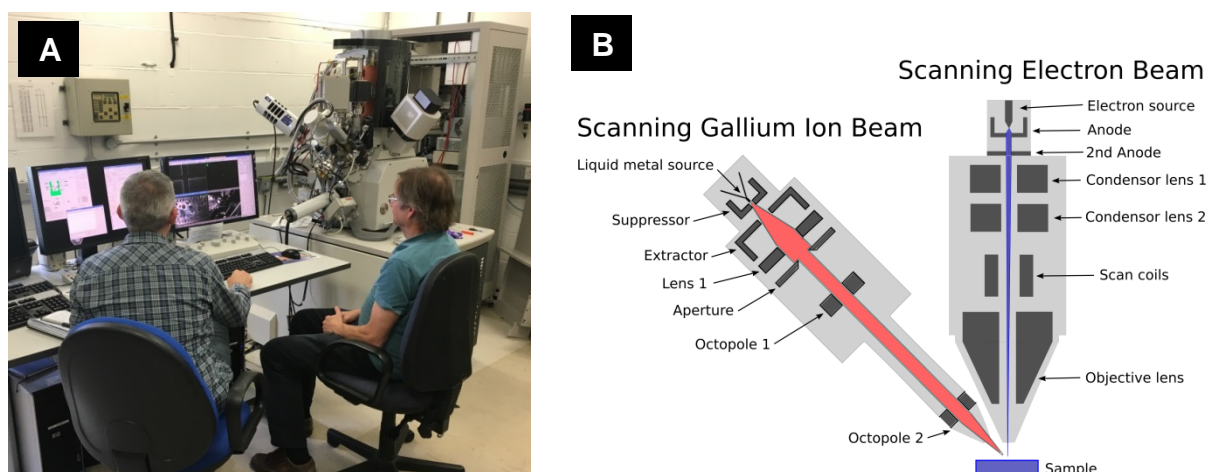 A
B
Scanning Electron Beam
Electron source
Anode
2nd Anode
Condensor lens 1
Condensor lens 2
Scan coils
Objective lens
Sample
Scanning Gallium Ion Beam
Liquid metal source
Suppressor
Extractor
Lens 1
Aperture
Octopole 1
Octopole 2